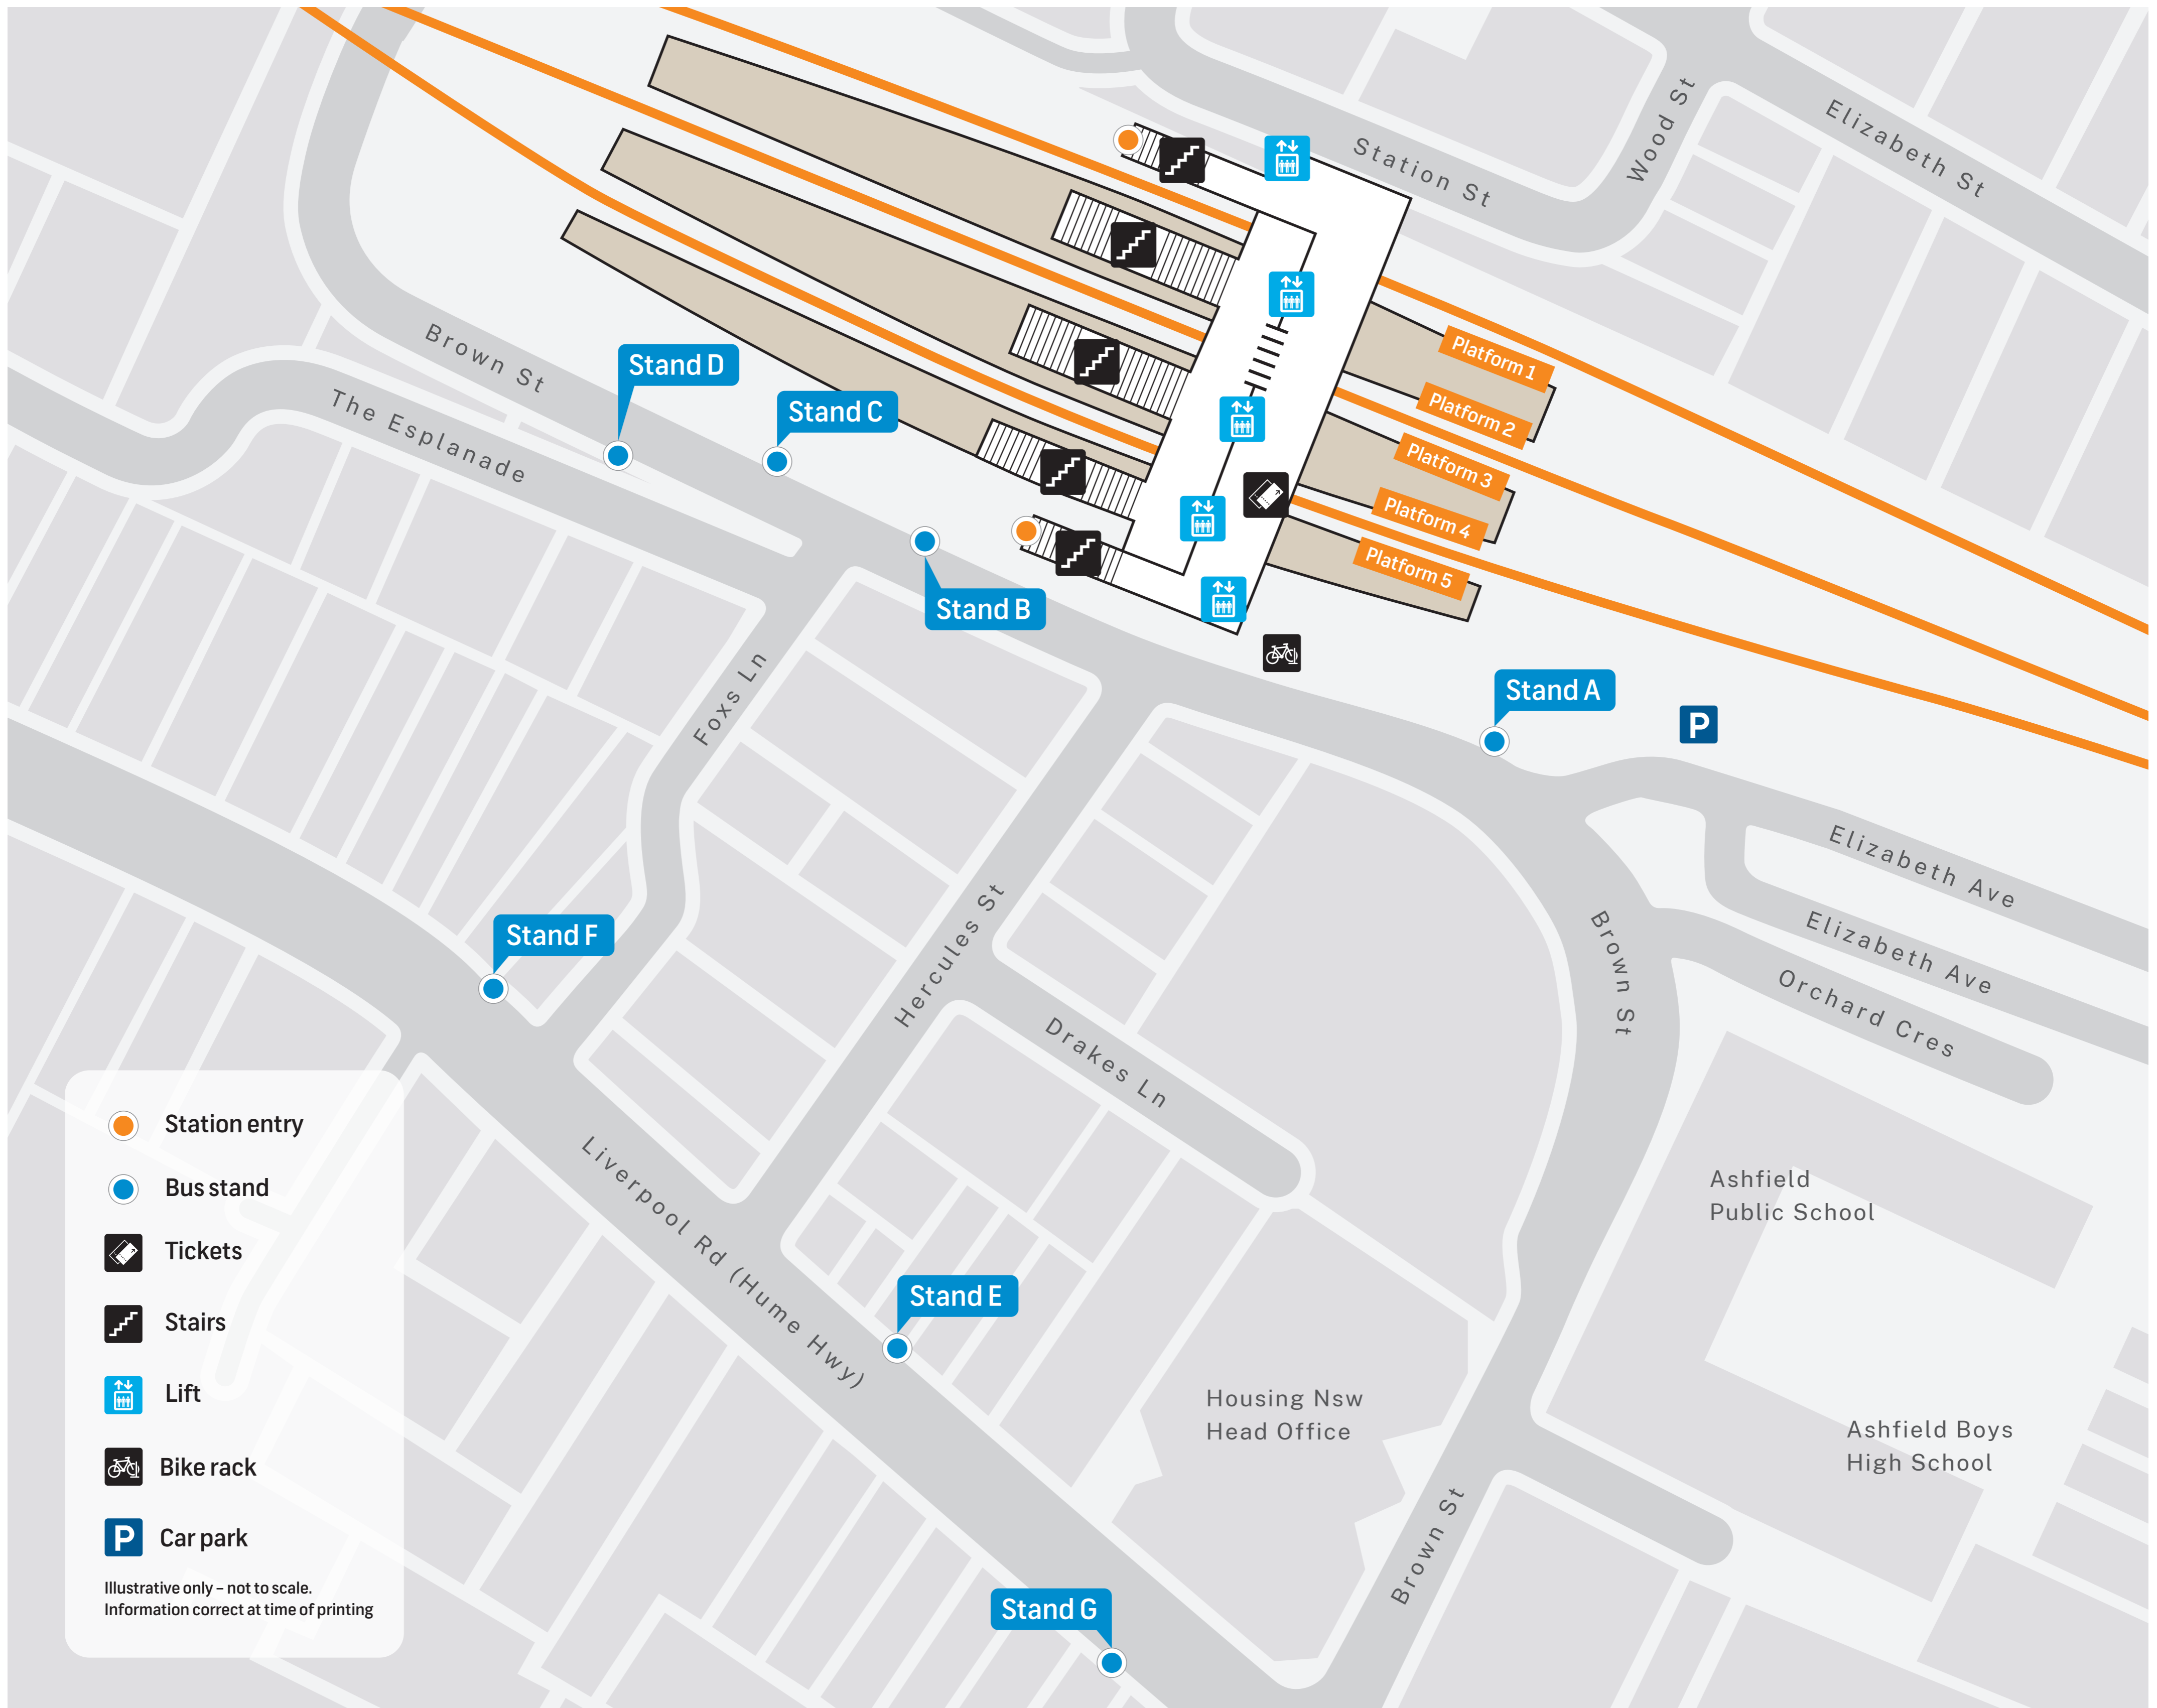 Elizabeth St
Wood St
Station St
Platform 1
Platform 2
Platform 3
Platform 4
Platform 5
Brown St
Stand D
Stand C
The Esplanade
Stand B
Stand A
P
Foxs Ln
Elizabeth Ave
Elizabeth Ave
Orchard Cres
Brown St
Stand F
Hercules St
Drakes Ln
Liverpool Rd (Hume Hwy)
Ashfield
Public School
Stand E
Housing Nsw
Head Office
Ashfield Boys
High School
Brown St
Stand G
Station entry
Bus stand
Tickets
Stairs
Lift
Bike rack
P
Car park
Illustrative only – not to scale.
Information correct at time of printing